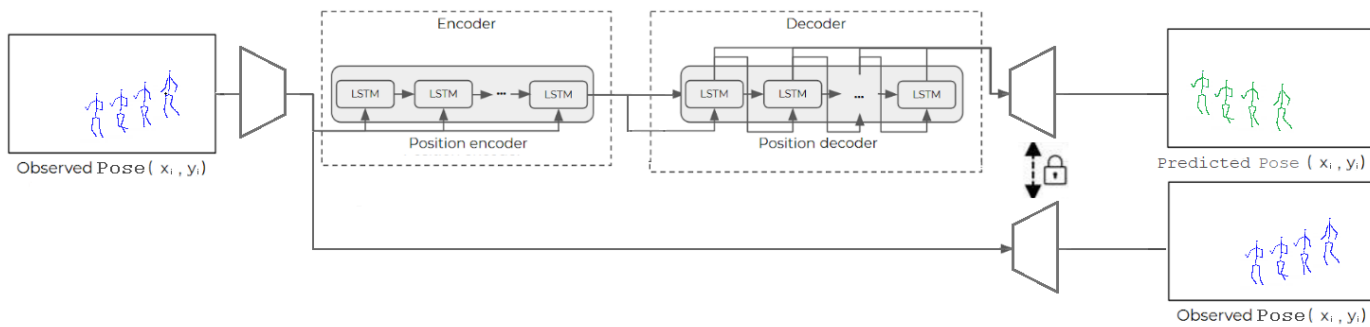 Encoder
Decoder
LSTM
LSTM
...
LSTM
LSTM
LSTM
...
LSTM
Position encoder
Position decoder
Observed Pose( xᵢ , yᵢ)
Predicted Pose ( xᵢ , yᵢ)
Observed Pose( xᵢ , yᵢ)